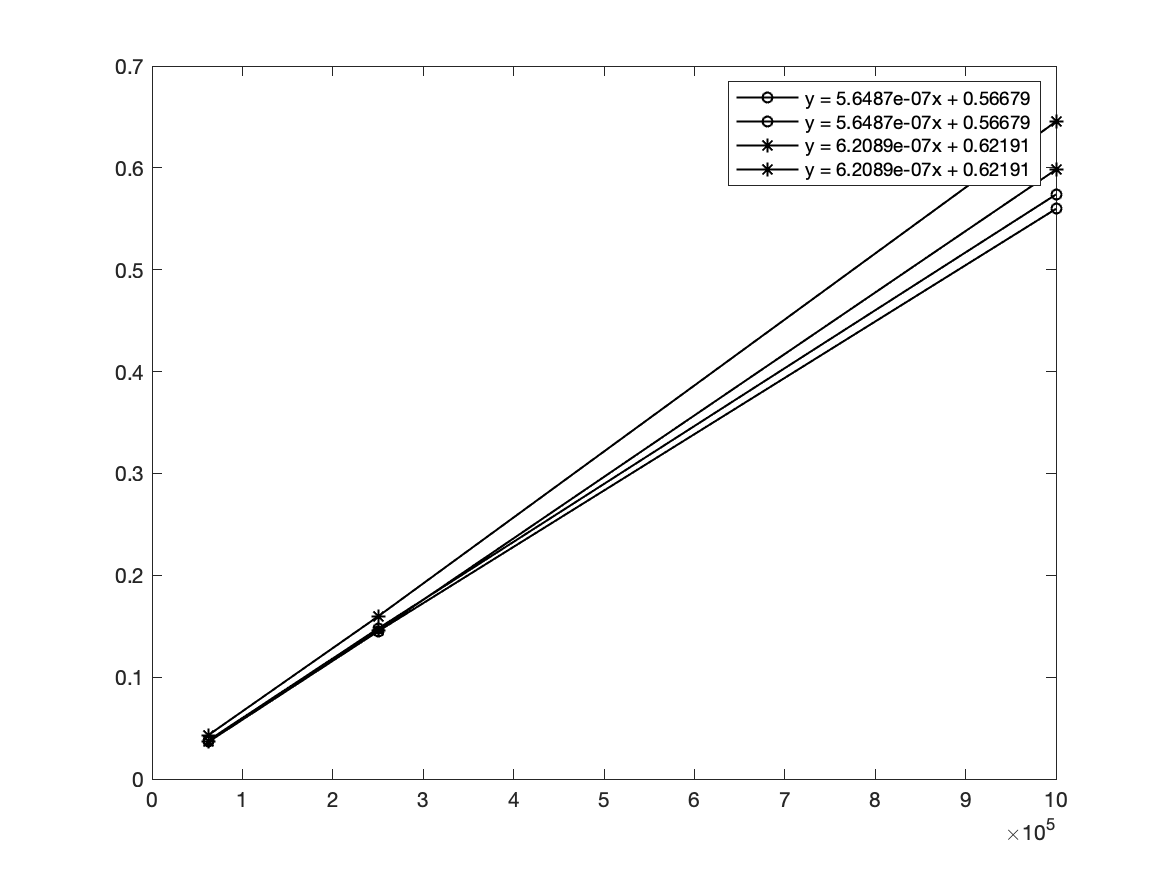 0.7
0.6
0.5
0.4
0.3
0.2
0.1
0
y = 5.6487e-07x + 0.56679
y = 5.6487e-07x + 0.56679
y = 6.2089e-07x + 0.62191
y = 6.2089e-07x + 0.62191
0 1 2 3 4 5 6 7 8 9 10
×10⁵